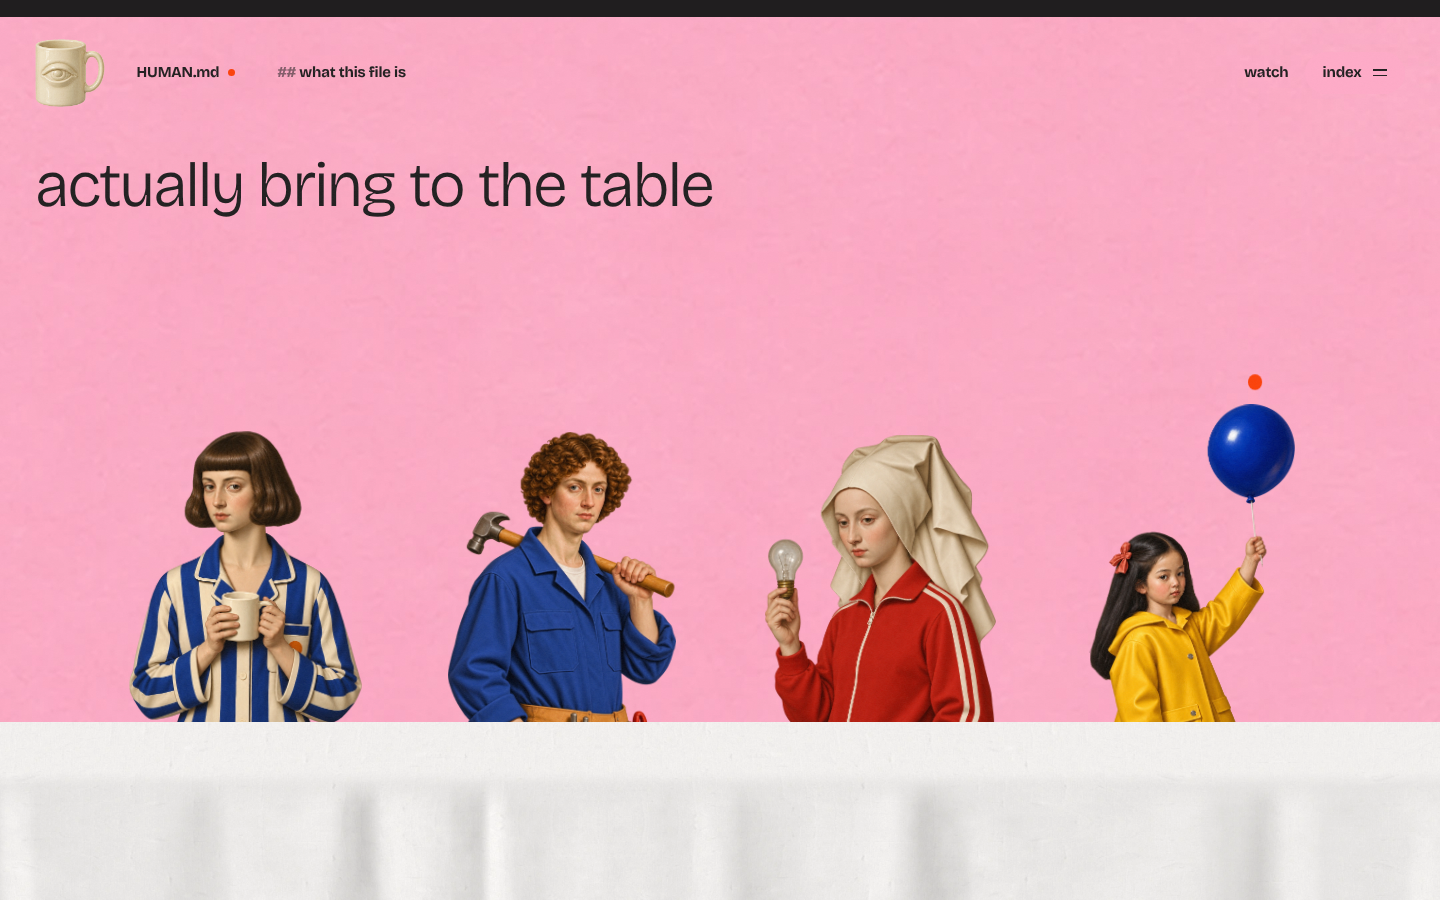 HUMAN.md
## what this file is
watch
index
actually bring to the table